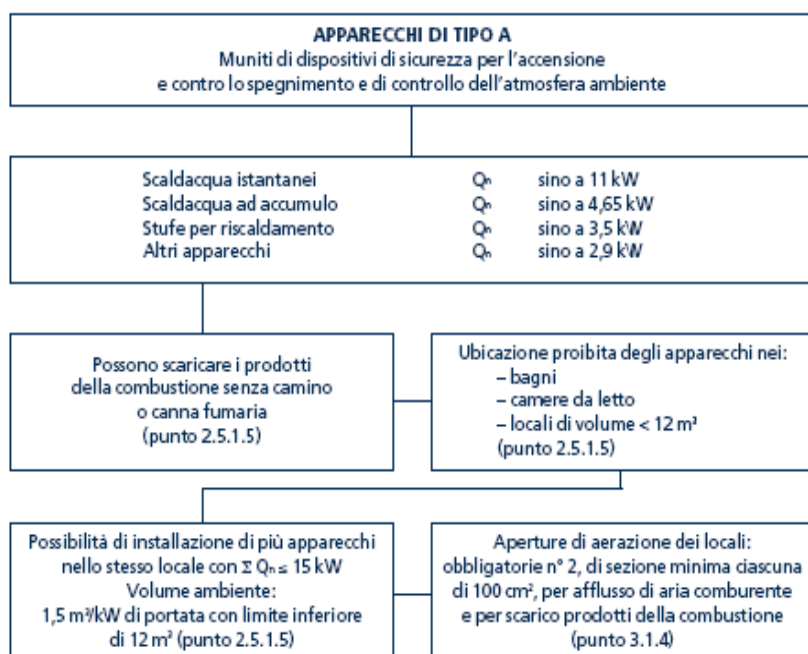 APPARECCHI DI TIPO A
Muniti di dispositivi di sicurezza per l'accensione
e contro lo spegnimento e di controllo dell'atmosfera ambiente
Scaldacqua istantanei Qn sino a 11 kW
Scaldacqua ad accumulo Qn sino a 4,65 kW
Stufe per riscaldamento Qn sino a 3,5 kW
Altri apparecchi Qn sino a 2,9 kW
Possono scaricare i prodotti
della combustione senza camino
o canna fumaria
(punto 2.5.1.5)
Ubicazione proibita degli apparecchi nei:
– bagni
– camere da letto
– locali di volume < 12 m³
(punto 2.5.1.5)
Possibilità di installazione di più apparecchi
nello stesso locale con Σ Qn ≤ 15 kW
Volume ambiente:
1,5 m³/kW di portata con limite inferiore
di 12 m³ (punto 2.5.1.5)
Aperture di aerazione dei locali:
obbligatorie n° 2, di sezione minima ciascuna
di 100 cm², per afflusso di aria comburente
e per scarico prodotti della combustione
(punto 3.1.4)